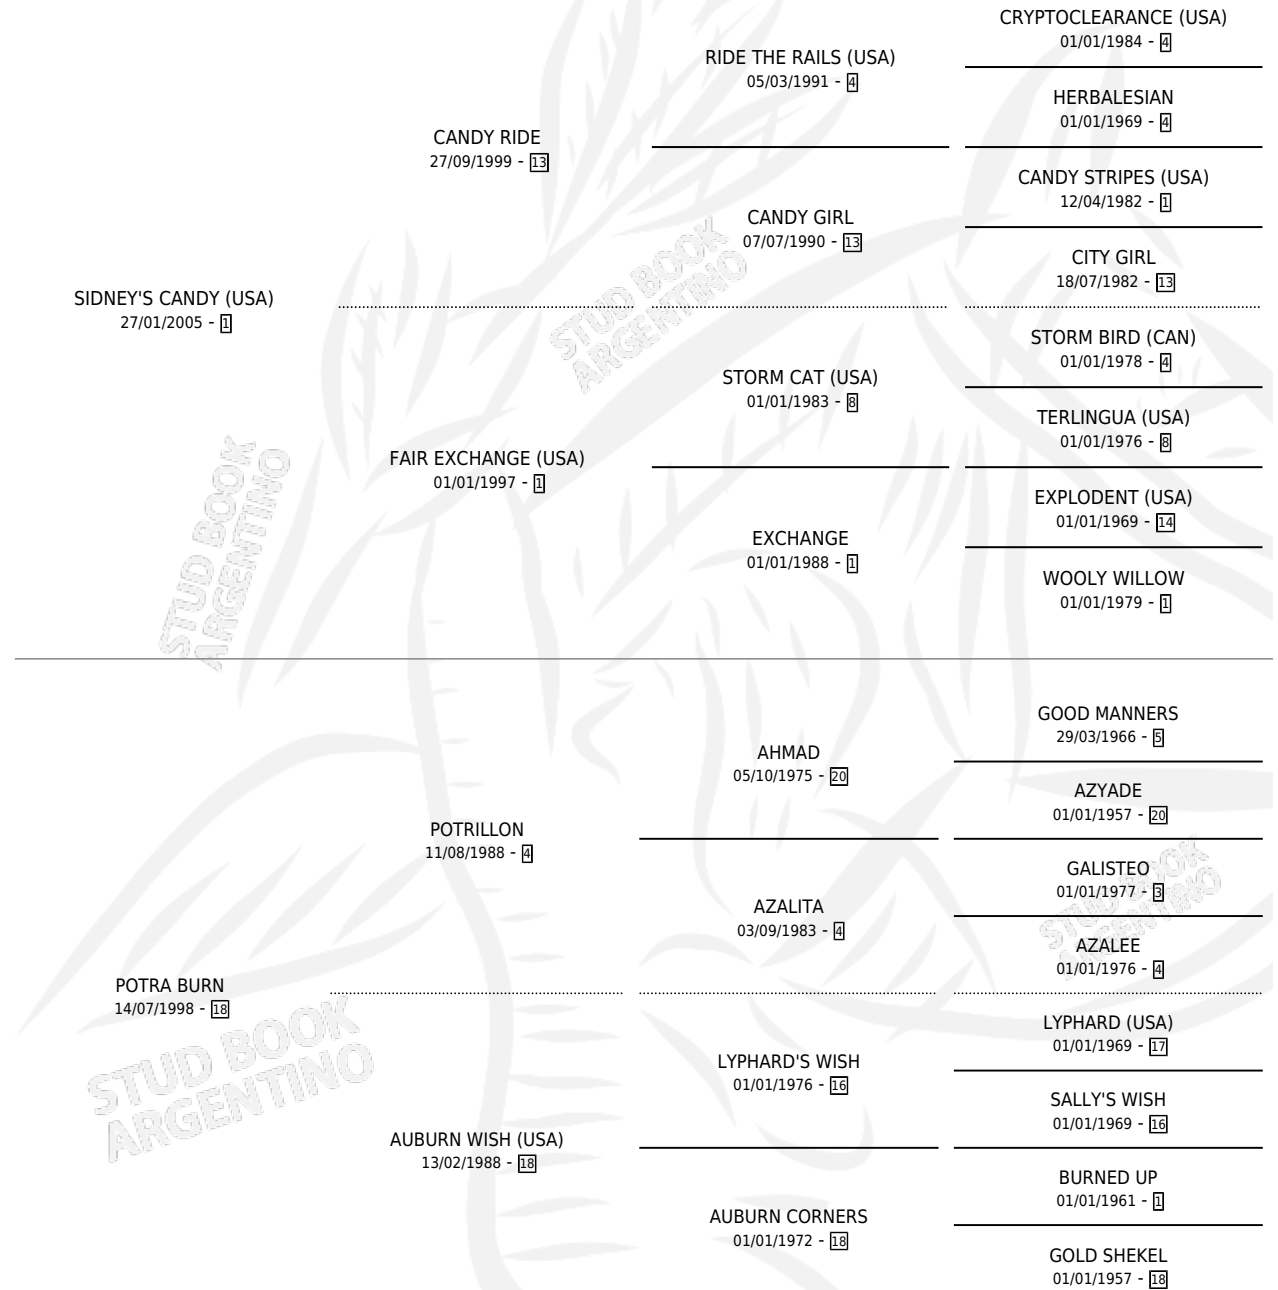 CRYPTOCLEARANCE (USA)
01/01/1984 - 4
RIDE THE RAILS (USA)
05/03/1991 - 4
HERBALESIAN
01/01/1969 - 4
CANDY RIDE
27/09/1999 - 13
CANDY STRIPES (USA)
12/04/1982 - 1
CANDY GIRL
07/07/1990 - 13
CITY GIRL
18/07/1982 - 13
SIDNEY'S CANDY (USA)
27/01/2005 - 1
STORM BIRD (CAN)
01/01/1978 - 4
STORM CAT (USA)
01/01/1983 - 8
TERLINGUA (USA)
01/01/1976 - 8
FAIR EXCHANGE (USA)
01/01/1997 - 1
EXPLODENT (USA)
01/01/1969 - 14
EXCHANGE
01/01/1988 - 1
WOOLY WILLOW
01/01/1979 - 1
GOOD MANNERS
29/03/1966 - 5
AHMAD
05/10/1975 - 20
AZYADE
01/01/1957 - 20
POTRILLON
11/08/1988 - 4
GALISTEO
01/01/1977 - 3
AZALITA
03/09/1983 - 4
AZALEE
01/01/1976 - 4
POTRA BURN
14/07/1998 - 18
LYPHARD (USA)
01/01/1969 - 17
LYPHARD'S WISH
01/01/1976 - 16
SALLY'S WISH
01/01/1969 - 16
AUBURN WISH (USA)
13/02/1988 - 18
BURNED UP
01/01/1961 - 1
AUBURN CORNERS
01/01/1972 - 18
GOLD SHEKEL
01/01/1957 - 18
STUD BOOK
ARGENTINO
STUD BOOK
ARGENTINO
STUD BOOK
ARGENTINO
STUD BOOK
ARGENTINO